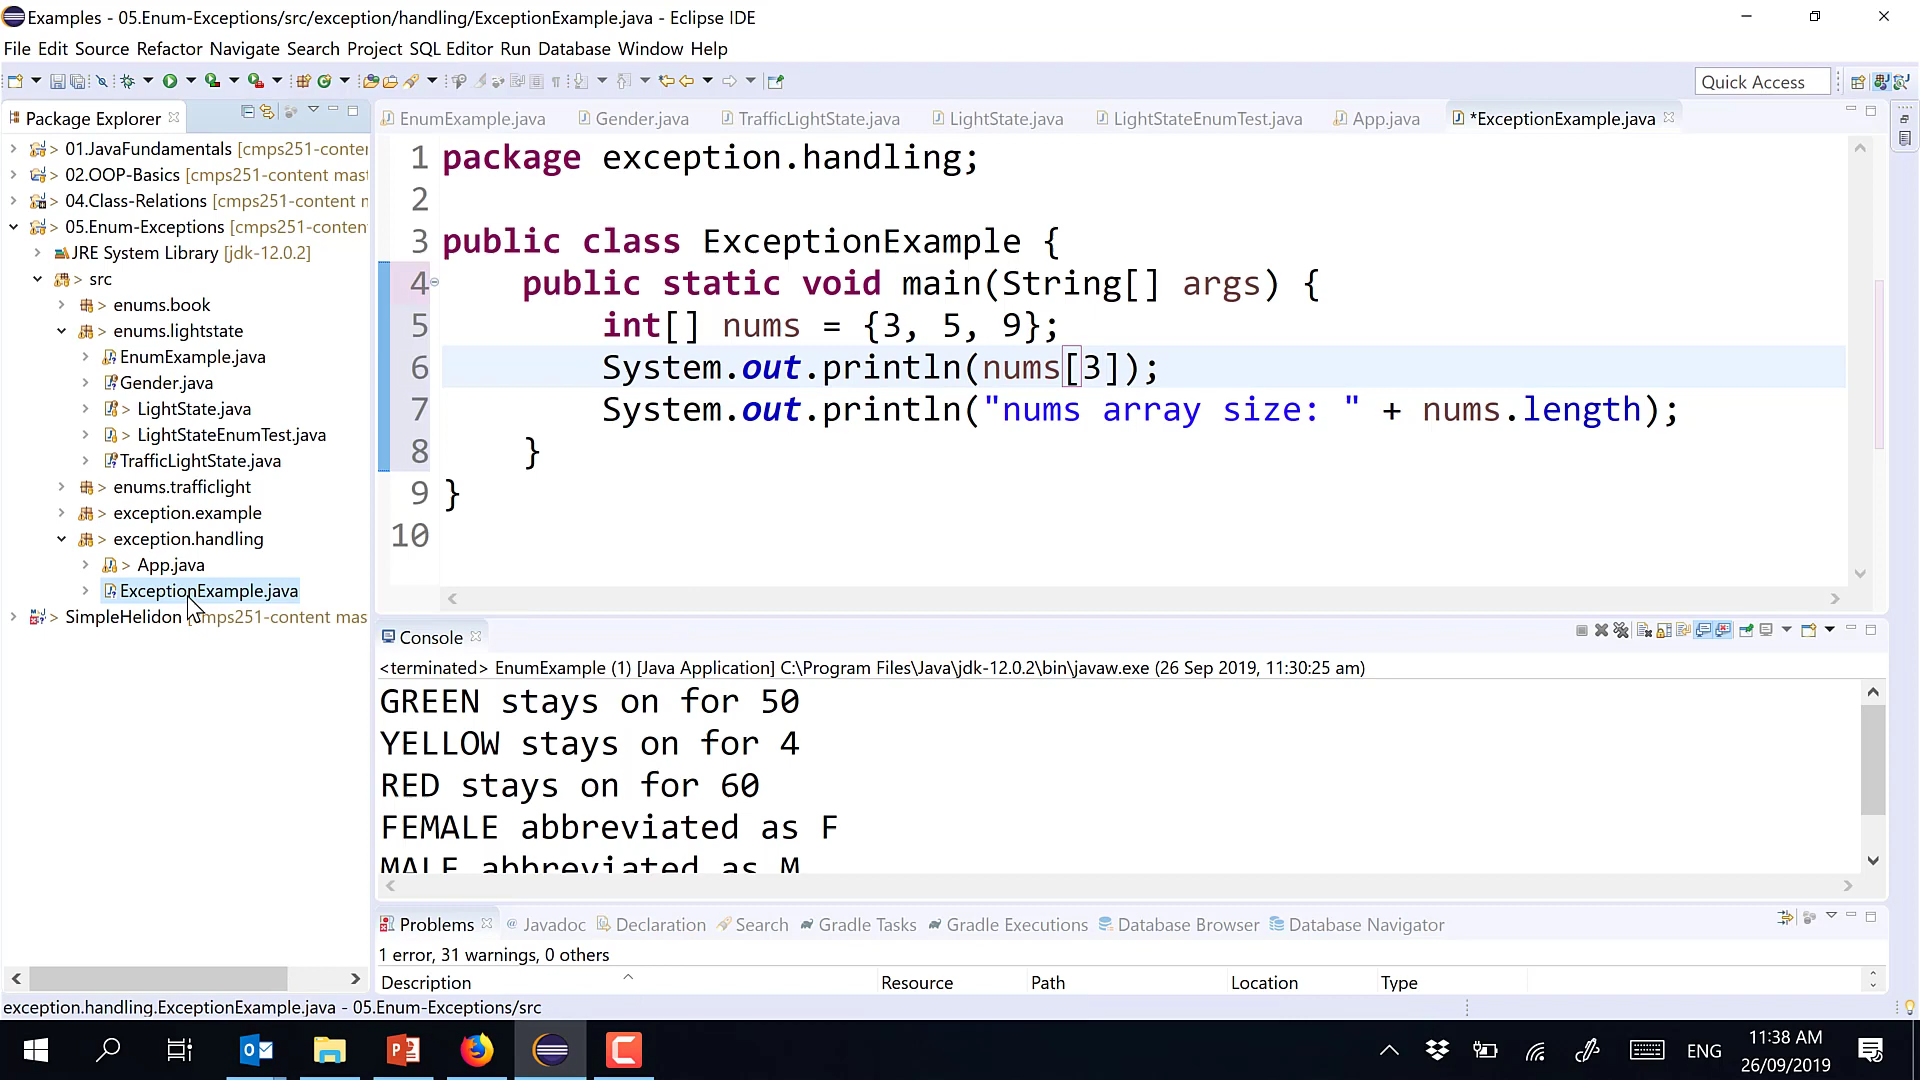 Examples - 05.Enum-Exceptions/src/exception/handling/ExceptionExample.java - Eclipse IDE
File Edit Source Refactor Navigate Search Project SQL Editor Run Database Window Help
Quick Access
Package Explorer
01.JavaFundamentals [cmps251-conter
02.OOP-Basics [cmps251-content mast
04.Class-Relations [cmps251-content n
05.Enum-Exceptions [cmps251-conten
JRE System Library [jdk-12.0.2]
src
enums.book
enums.lightstate
EnumExample.java
Gender.java
LightState.java
LightStateEnumTest.java
TrafficLightState.java
enums.trafficlight
exception.example
exception.handling
App.java
ExceptionExample.java
SimpleHelidon [cmps251-content mas
EnumExample.java Gender.java TrafficLightState.java LightState.java LightStateEnumTest.java App.java *ExceptionExample.java
1 package exception.handling;
2
3 public class ExceptionExample {
4 public static void main(String[] args) {
5 int[] nums = {3, 5, 9};
6 System.out.println(nums[3]);
7 System.out.println("nums array size: " + nums.length);
8 }
9 }
10
Console
<terminated> EnumExample (1) [Java Application] C:\Program Files\Java\jdk-12.0.2\bin\javaw.exe (26 Sep 2019, 11:30:25 am)
GREEN stays on for 50
YELLOW stays on for 4
RED stays on for 60
FEMALE abbreviated as F
MALE abbreviated as M
Problems Javadoc Declaration Search Gradle Tasks Gradle Executions Database Browser Database Navigator
1 error, 31 warnings, 0 others
Description Resource Path Location Type
exception.handling.ExceptionExample.java - 05.Enum-Exceptions/src
ENG
11:38 AM
26/09/2019